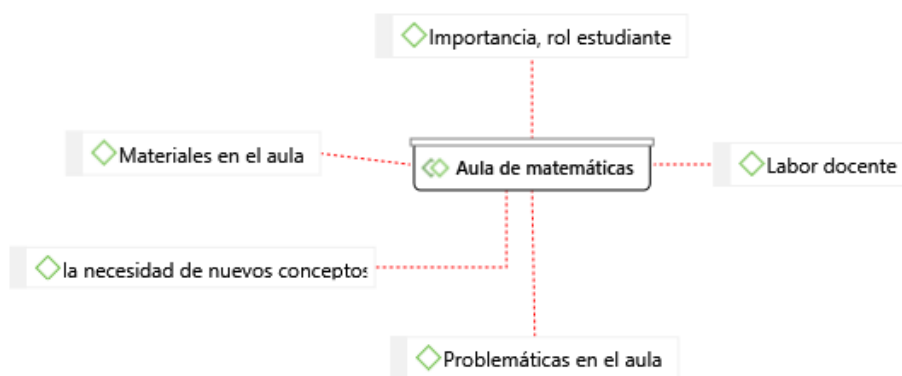 Importancia, rol estudiante
Materiales en el aula
Aula de matemáticas
Labor docente
la necesidad de nuevos conceptos
Problemáticas en el aula